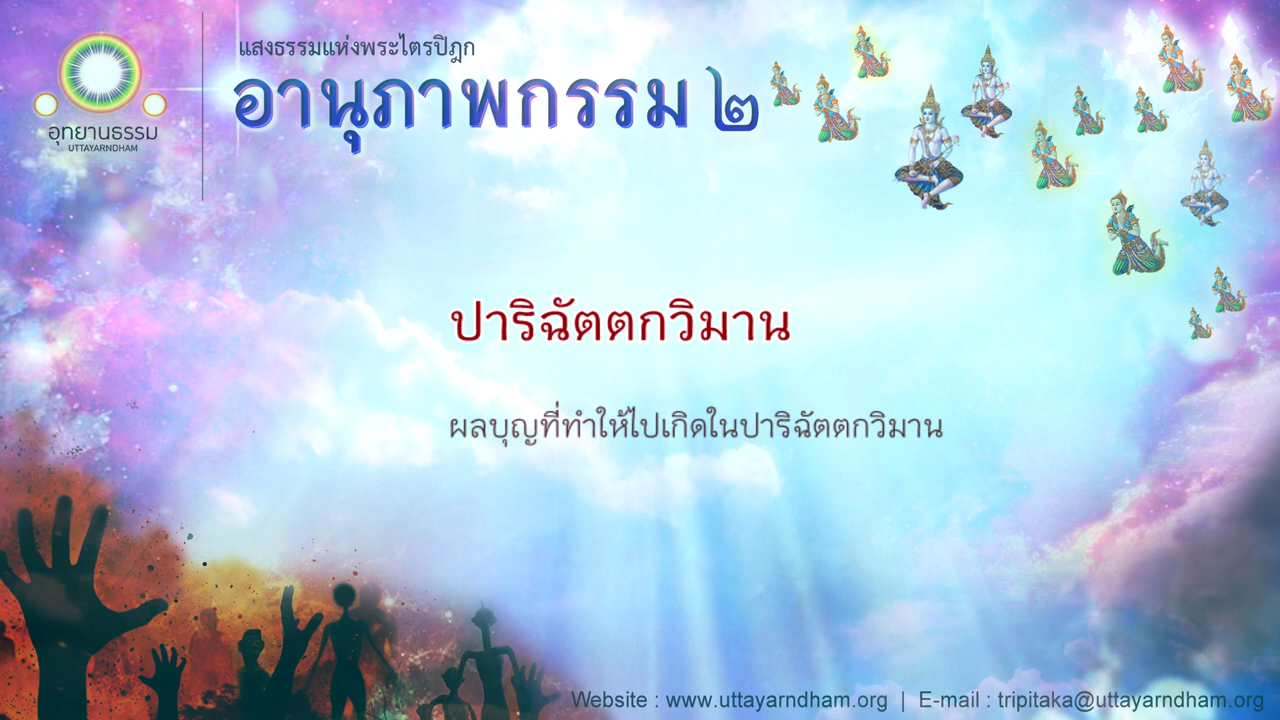 แสงธรรมแห่งพระไตรปิฎก
อานุภาพกรรม ๒
อุทยานธรรม
UTTAYARNDHAM
ปาริฉัตตกวิมาน
ผลบุญที่ทำให้ไปเกิดในปาริฉัตตกวิมาน
Website : www.uttayarndham.org | E-mail : tripitaka@uttayarndham.org